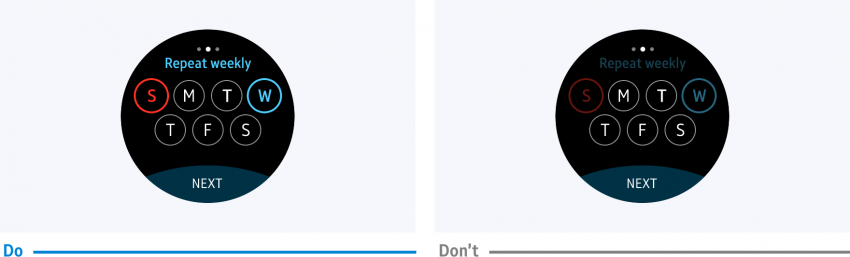 Repeat weekly
S M T W
T F S
NEXT
Do
Repeat weekly
S M T W
T F S
NEXT
Don't